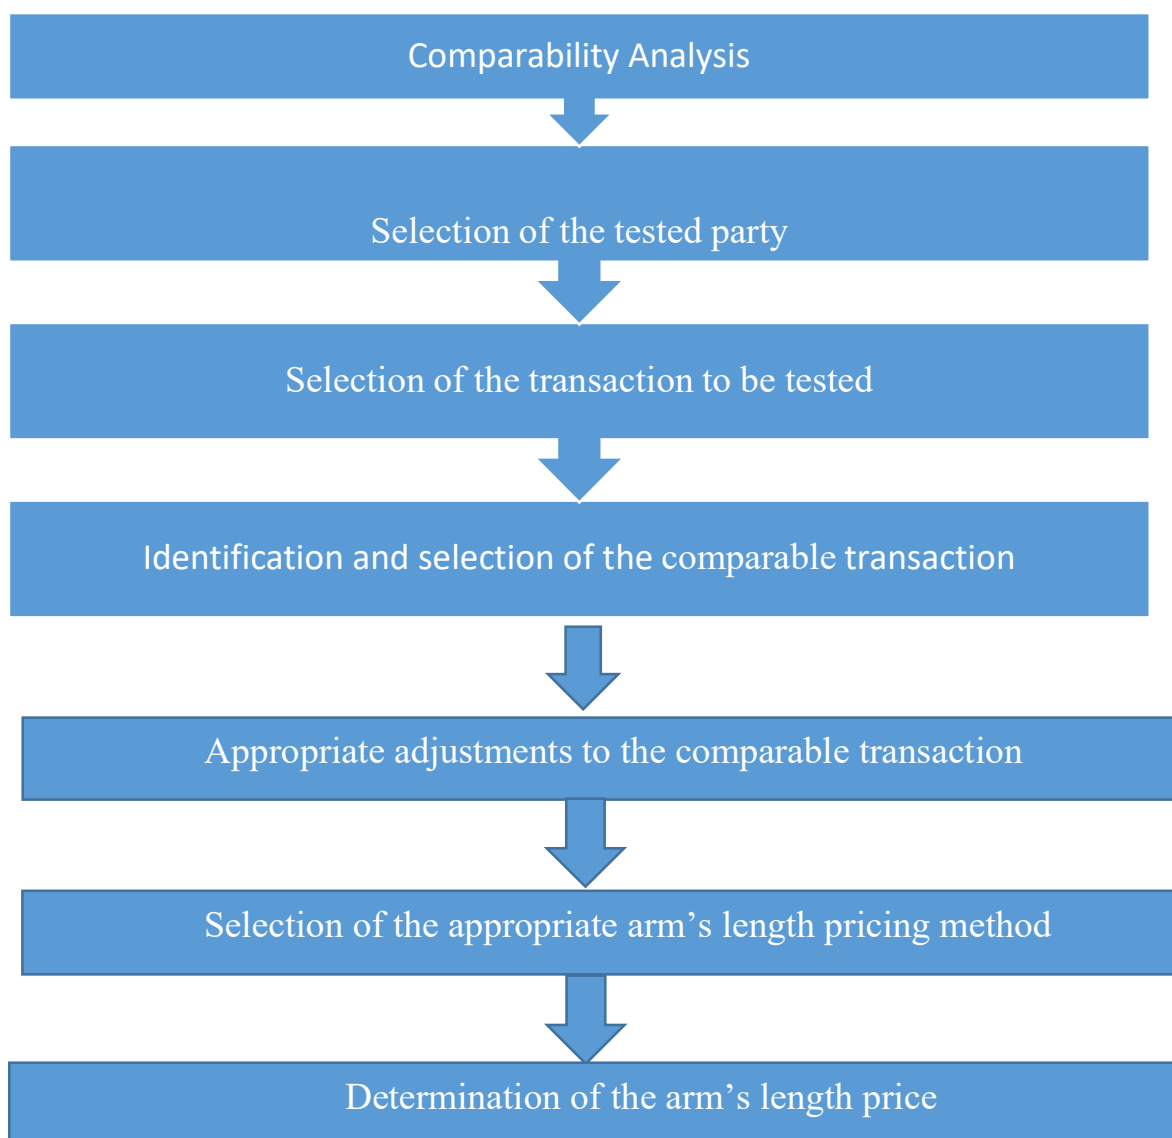 Comparability Analysis
Selection of the tested party
Selection of the transaction to be tested
Identification and selection of the comparable transaction
Appropriate adjustments to the comparable transaction
Selection of the appropriate arm’s length pricing method
Determination of the arm’s length price